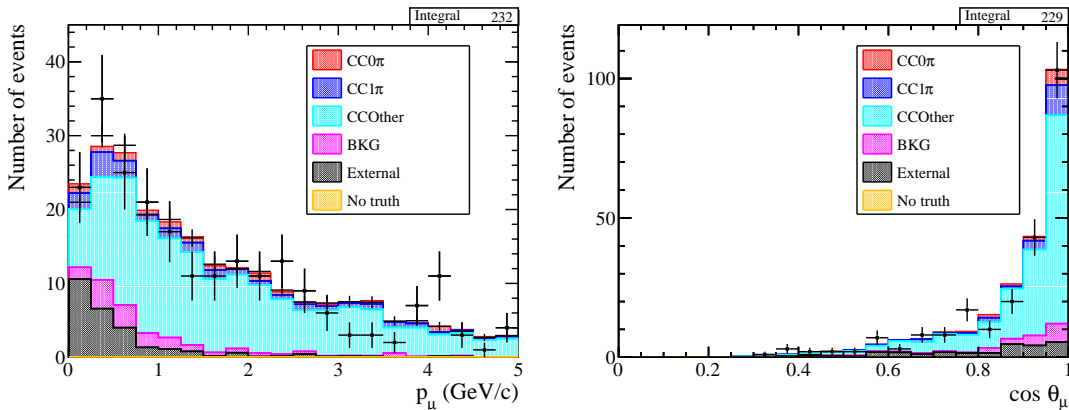 Integral 232
Number of events
40
30
20
10
0
CC0π
CC1π
CCOther
BKG
External
No truth
0 1 2 3 4 5
p_μ (GeV/c)
Integral 229
Number of events
100
50
0
CC0π
CC1π
CCOther
BKG
External
No truth
0 0.2 0.4 0.6 0.8 1
cos θ_μ